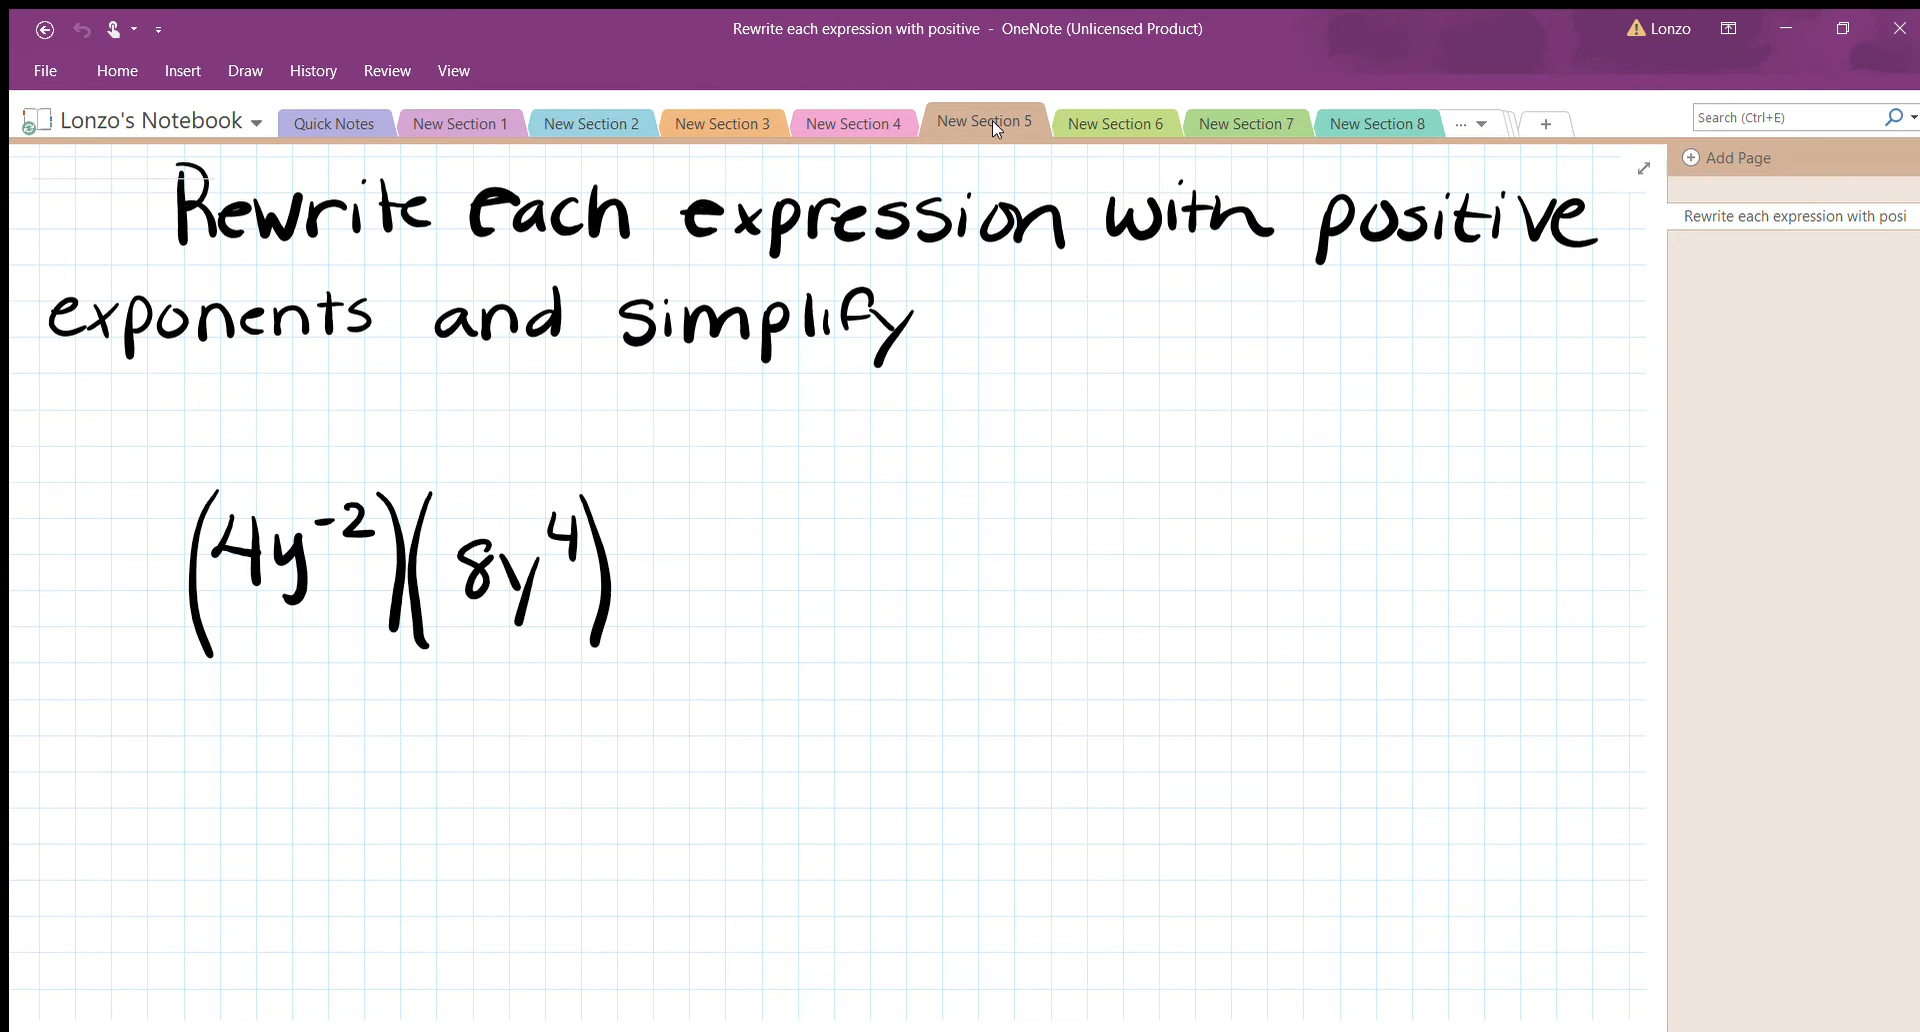 Rewrite each expression with positive - OneNote (Unlicensed Product)
Lonzo
File Home Insert Draw History Review View
Lonzo's Notebook Quick Notes New Section 1 New Section 2 New Section 3 New Section 4 New Section 5 New Section 6 New Section 7 New Section 8 ... + Search (Ctrl+E)
Add Page
Rewrite each expression with posi
Rewrite each expression with positive
exponents and simplify
(4y⁻²)(8y⁴)